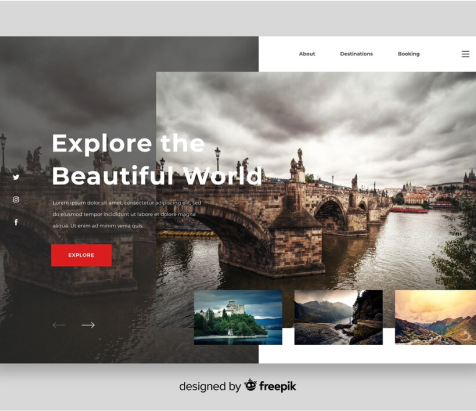 About Destinations Booking
Explore the
Beautiful World
Lorem ipsum dolor sit amet, consectetur adipiscing elit, sed
do eiusmod tempor incididunt ut labore et dolore magna
aliqua. Ut enim ad minim veniam quis.
EXPLORE
designed by freepik